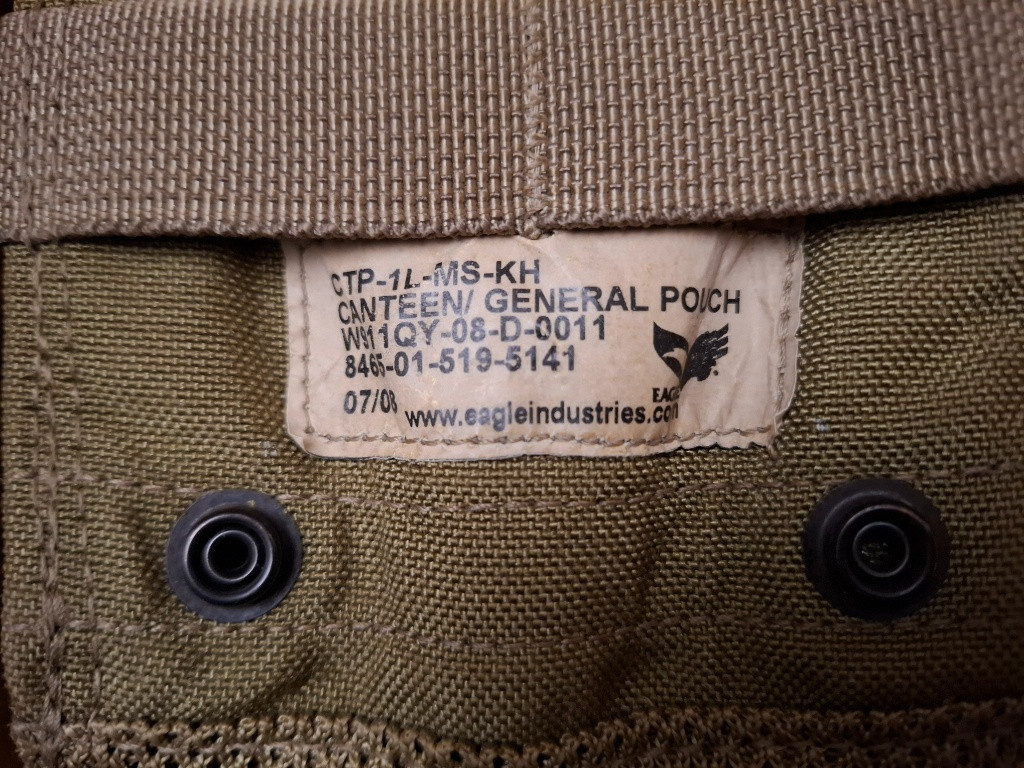 CTP-1L-MS-KH
CANTEEN/ GENERAL POUCH
W911QY-08-D-0011
8465-01-519-5141
07/08
www.eagleindustries.com